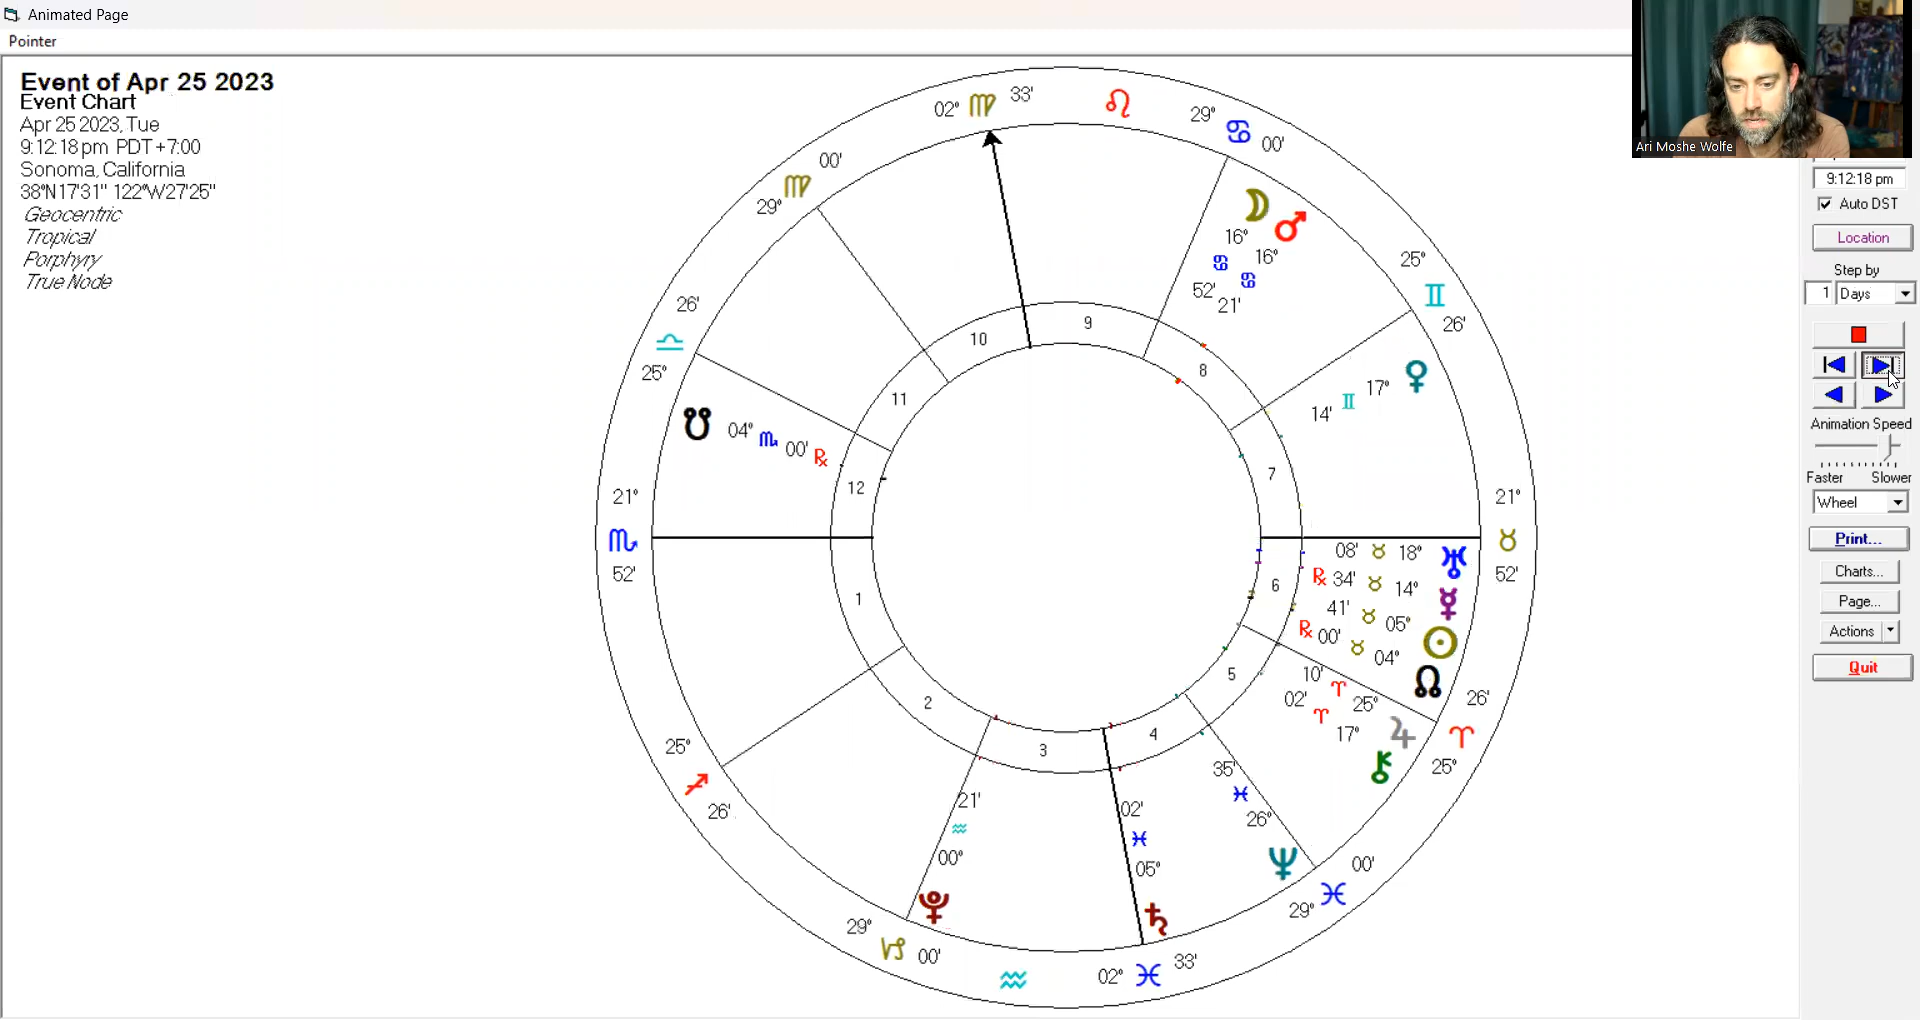 Animated Page
Pointer
Event of Apr 25 2023
Event Chart
Apr 25 2023, Tue
9:12:18 pm PDT +7:00
Sonoma, California
38°N17'31" 122°W27'25"
Geocentric
Tropical
Porphyry
True Node
02° ♍ 33'
♌
29° ♋ 00'
25° ♊ 26'
21° ♉ 52'
26' ♈ 25°
00' ♓ 29°
02° ♓ 33'
♒
29° ♑ 00'
25° ♐ 26'
21° ♏ 52'
26' ♎ 25°
29° ♍ 00'
☽ 16° ♋ 52'
♂ 16° ♋ 21'
♀ 17° ♊ 14'
08' ♉ 18° ♅
℞ 34' ♉ 14° ☿
41' ♉ 05° ☉
℞ 00' ♉ 04° ☊
10' ♈ 25° ♃
02' ♈ 17° ⚷
35' ♓ 26° ♆
02' ♓ 05° ♄
21' ♒ 00° ♇
☋ 04° ♏ 00' ℞
1
2
3
4
5
6
7
8
9
10
11
12
Ari Moshe Wolfe
9:12:18 pm
Auto DST
Location
Step by
1 Days
Animation Speed
Faster Slower
Wheel
Print...
Charts...
Page...
Actions
Quit